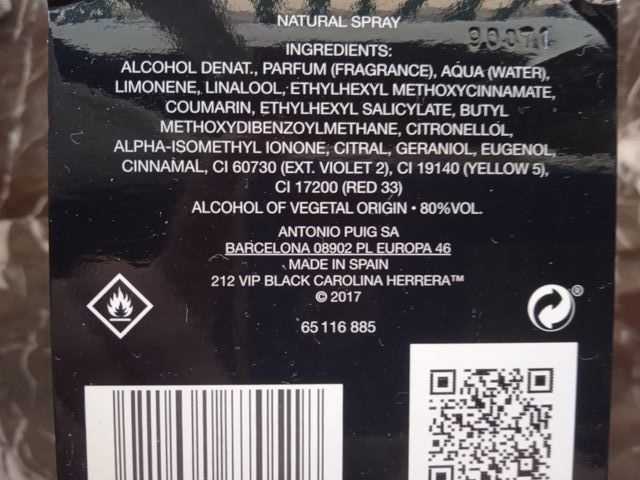 NATURAL SPRAY
90071
INGREDIENTS:
ALCOHOL DENAT., PARFUM (FRAGRANCE), AQUA (WATER),
LIMONENE, LINALOOL, ETHYLHEXYL METHOXYCINNAMATE,
COUMARIN, ETHYLHEXYL SALICYLATE, BUTYL
METHOXYDIBENZOYLMETHANE, CITRONELLOL,
ALPHA-ISOMETHYL IONONE, CITRAL, GERANIOL, EUGENOL,
CINNAMAL, CI 60730 (EXT. VIOLET 2), CI 19140 (YELLOW 5),
CI 17200 (RED 33)
ALCOHOL OF VEGETAL ORIGIN • 80%VOL.
ANTONIO PUIG SA
BARCELONA 08902 PL EUROPA 46
MADE IN SPAIN
212 VIP BLACK CAROLINA HERRERA™
© 2017
®
65116885